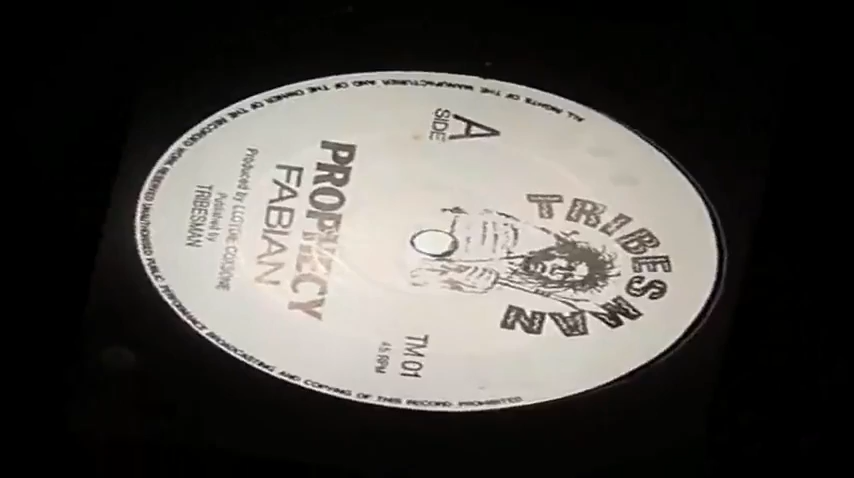 TRIBESMAN
A
SIDE
TM 01
45 RPM
PROPHECY
FABIAN
Produced by LLOYDIE COXSONE
Published by
TRIBESMAN
ALL RIGHTS OF THE MANUFACTURER AND OF THE OWNER OF THE RECORDED WORK RESERVED UNAUTHORISED PUBLIC PERFORMANCE BROADCASTING AND COPYING OF THIS RECORD PROHIBITED